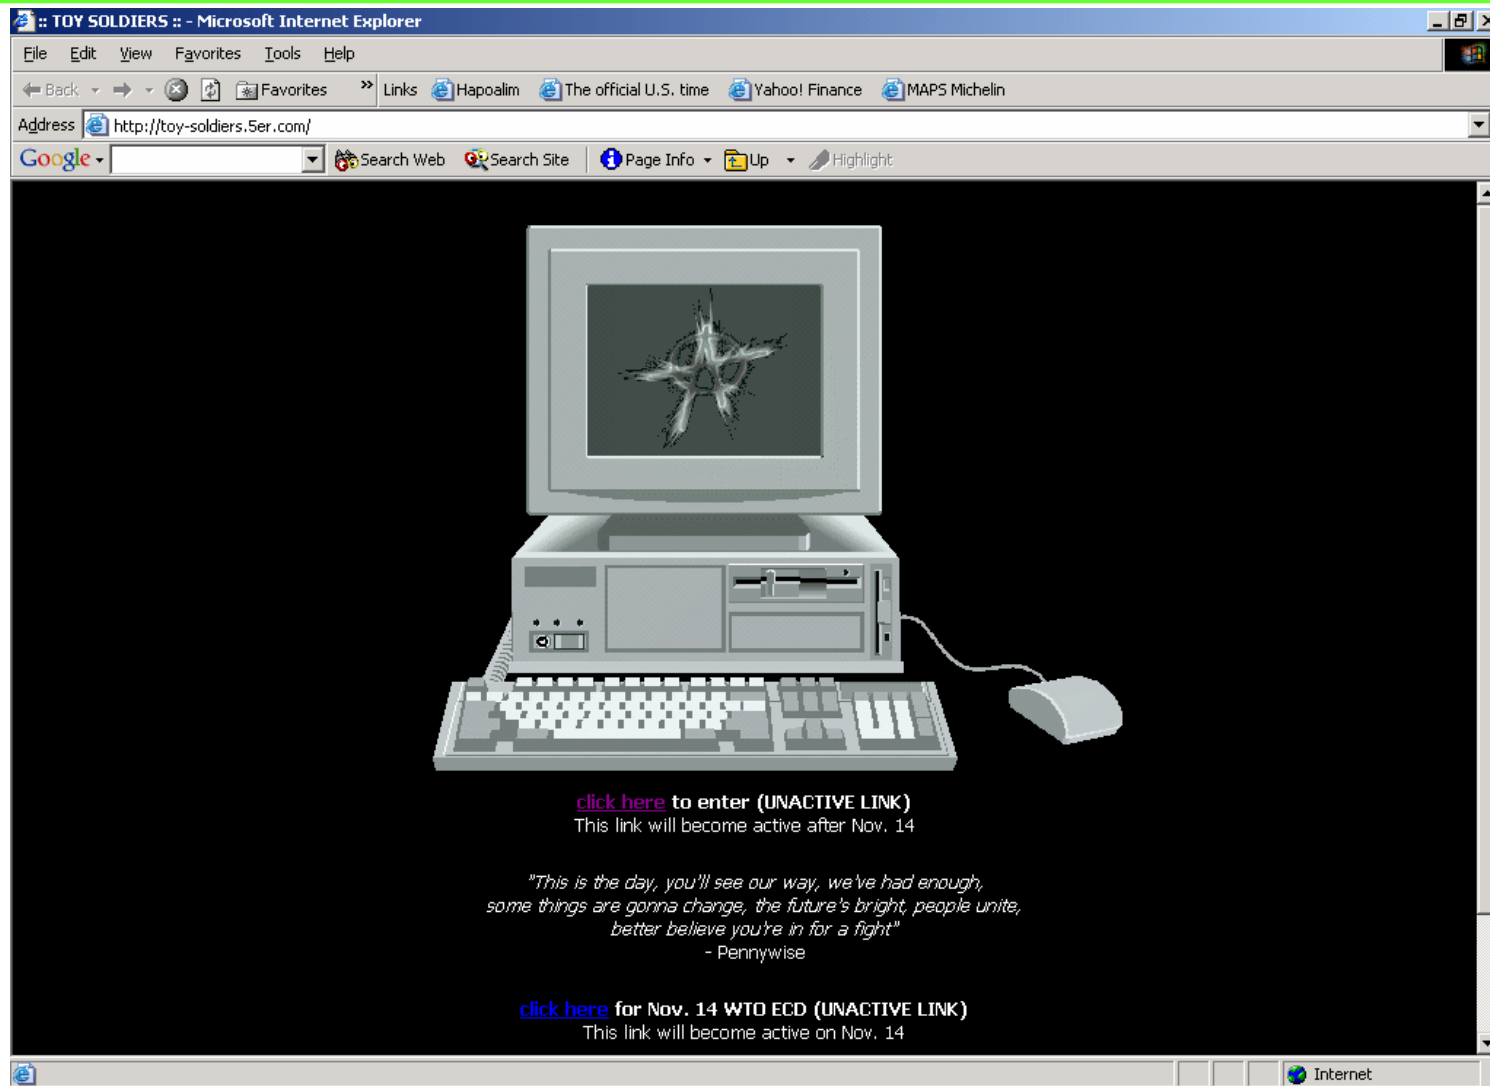 :: TOY SOLDIERS :: - Microsoft Internet Explorer
File Edit View Favorites Tools Help
Back Favorites » Links Hapoalim The official U.S. time Yahoo! Finance MAPS Michelin
Address http://toy-soldiers.5er.com/
Google Search Web Search Site Page Info Up Highlight
click here to enter (UNACTIVE LINK)
This link will become active after Nov. 14
"This is the day, you'll see our way, we've had enough,
some things are gonna change, the future's bright, people unite,
better believe you're in for a fight"
- Pennywise
click here for Nov. 14 WTO ECD (UNACTIVE LINK)
This link will become active on Nov. 14
Internet